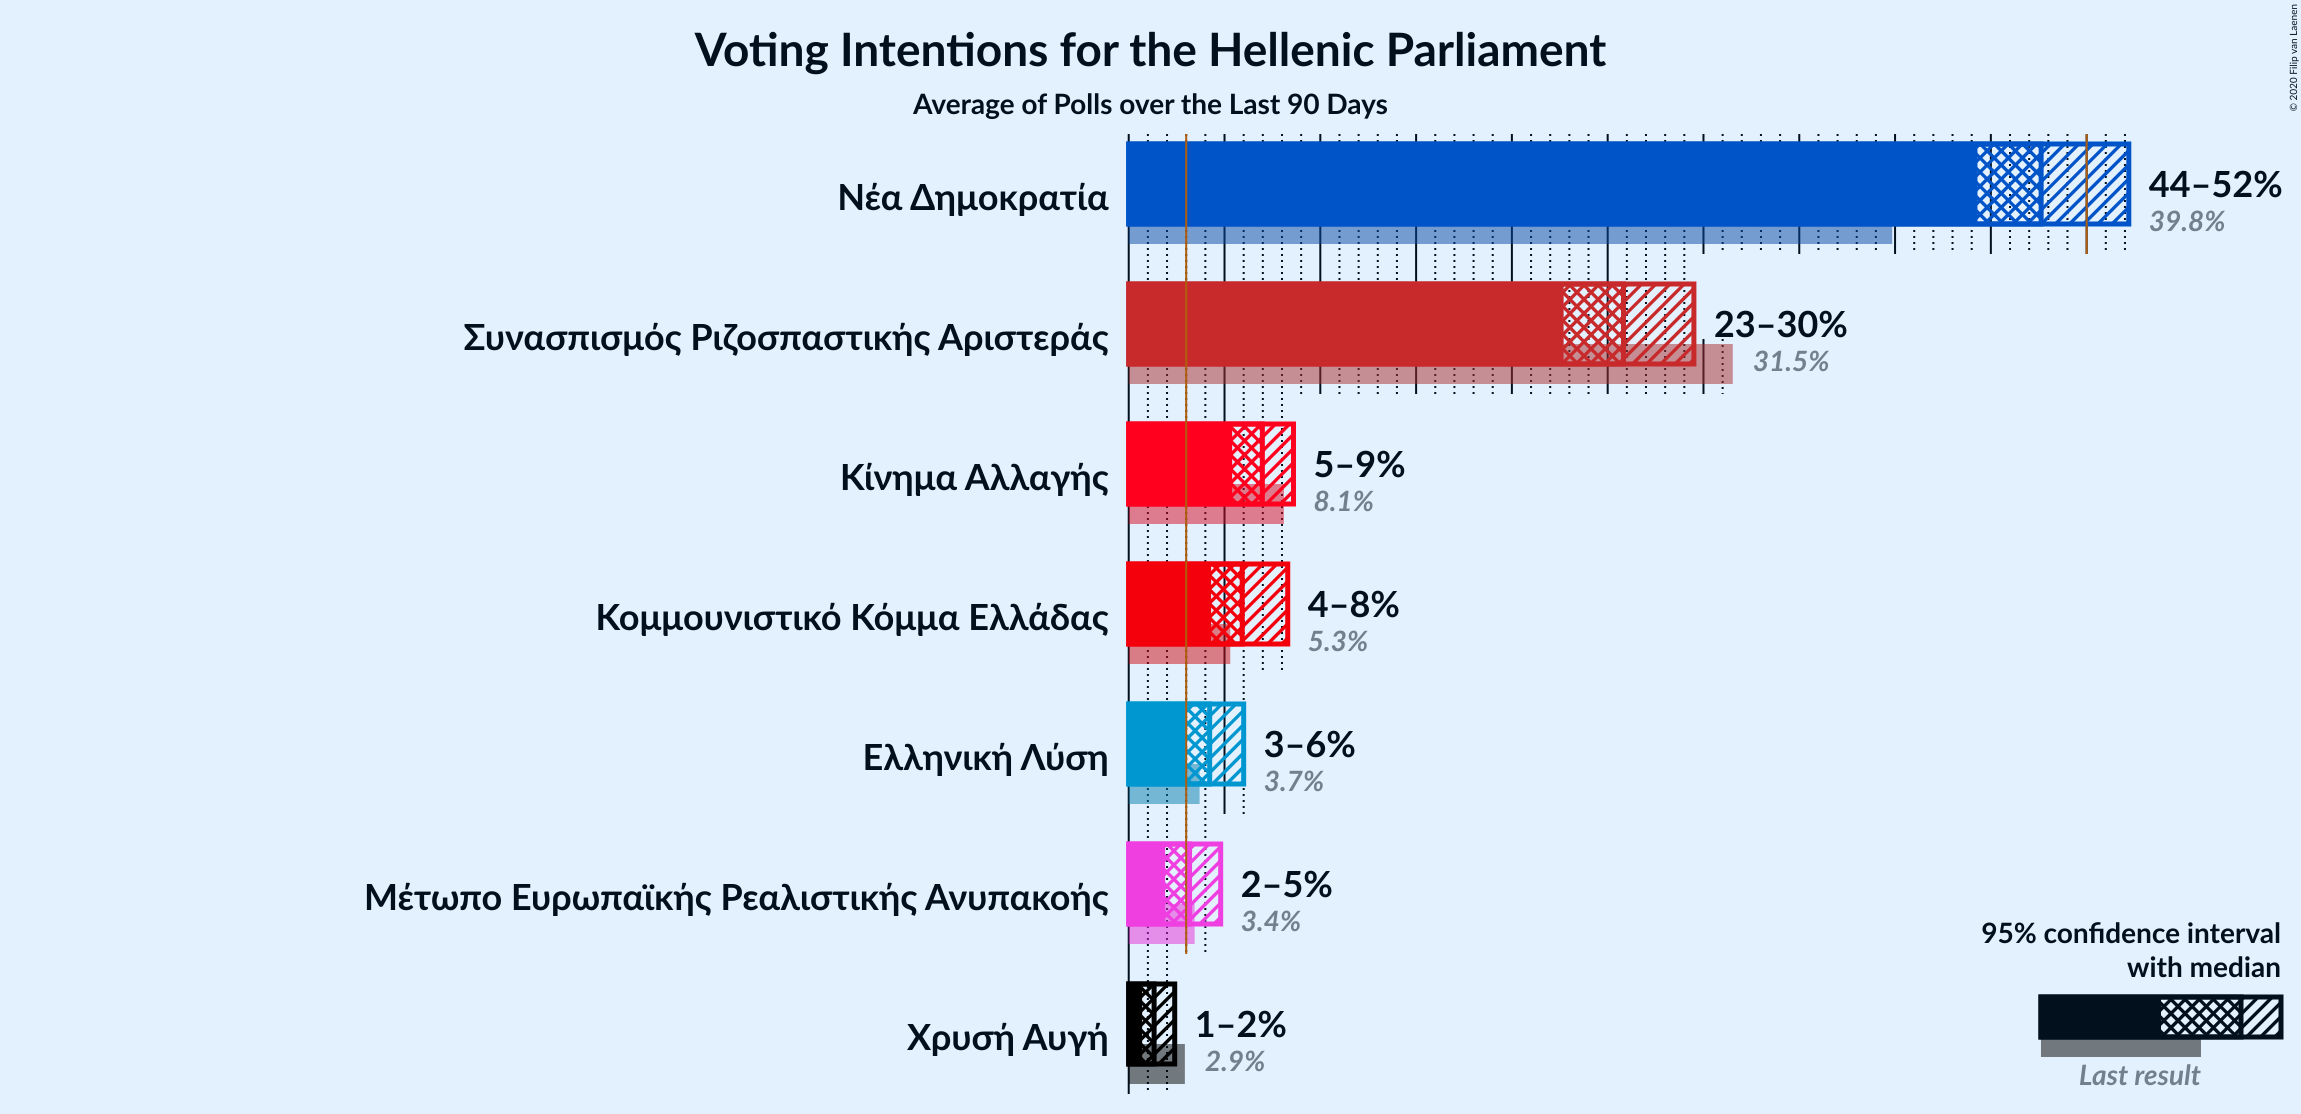 Voting Intentions for the Hellenic Parliament
Average of Polls over the Last 90 Days
© 2020 Filip van Laenen
Νέα Δημοκρατία
44–52%
39.8%
Συνασπισμός Ριζοσπαστικής Αριστεράς
23–30%
31.5%
Κίνημα Αλλαγής
5–9%
8.1%
Κομμουνιστικό Κόμμα Ελλάδας
4–8%
5.3%
Ελληνική Λύση
3–6%
3.7%
Μέτωπο Ευρωπαϊκής Ρεαλιστικής Ανυπακοής
2–5%
3.4%
Χρυσή Αυγή
1–2%
2.9%
95% confidence interval
with median
Last result